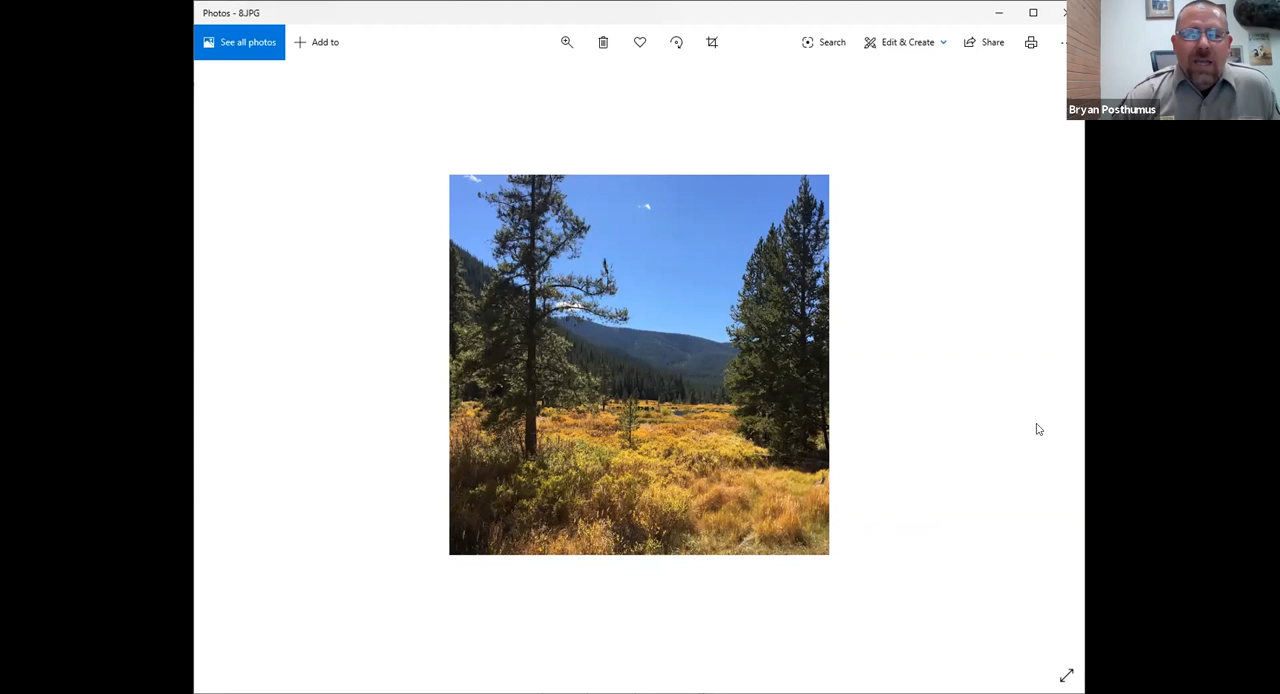 Photos - 8.JPG
See all photos
Add to
Search
Edit & Create
Share
Bryan Posthumus